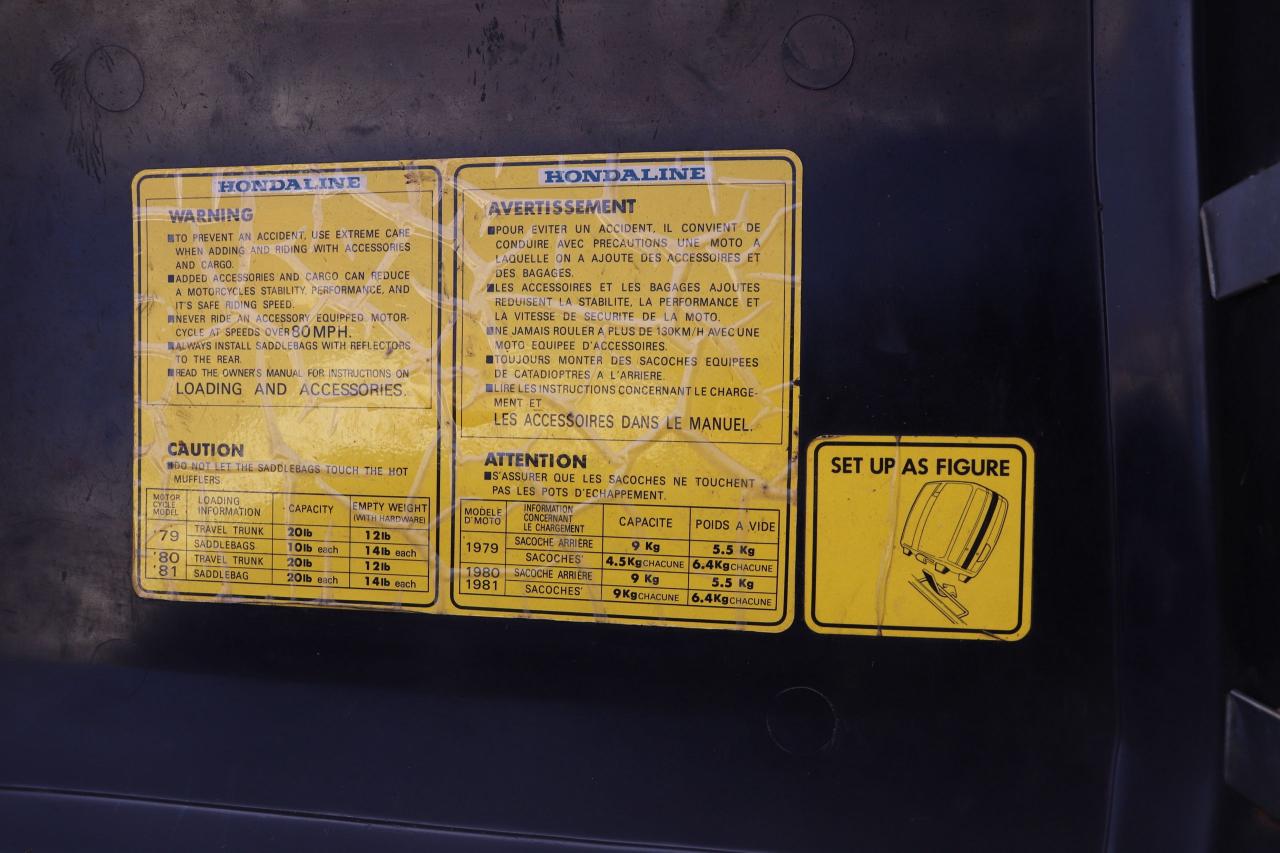 HONDALINE
WARNING
■TO PREVENT AN ACCIDENT, USE EXTREME CARE
WHEN ADDING AND RIDING WITH ACCESSORIES
AND CARGO.
■ADDED ACCESSORIES AND CARGO CAN REDUCE
A MOTORCYCLES STABILITY, PERFORMANCE, AND
IT'S SAFE RIDING SPEED.
■NEVER RIDE AN ACCESSORY EQUIPPED MOTOR-
CYCLE AT SPEEDS OVER 80MPH.
■ALWAYS INSTALL SADDLEBAGS WITH REFLECTORS
TO THE REAR.
■READ THE OWNER'S MANUAL FOR INSTRUCTIONS ON
LOADING AND ACCESSORIES.
CAUTION
■DO NOT LET THE SADDLEBAGS TOUCH THE HOT
MUFFLERS.
MOTOR CYCLE MODEL LOADING INFORMATION CAPACITY EMPTY WEIGHT (WITH HARDWARE)
'79 TRAVEL TRUNK 20lb 12lb
SADDLEBAGS 10lb each 14lb each
'80 TRAVEL TRUNK 20lb 12lb
'81 SADDLEBAG 20lb each 14lb each
HONDALINE
AVERTISSEMENT
■POUR EVITER UN ACCIDENT, IL CONVIENT DE
CONDUIRE AVEC PRECAUTIONS UNE MOTO A
LAQUELLE ON A AJOUTE DES ACCESSOIRES ET
DES BAGAGES.
■LES ACCESSOIRES ET LES BAGAGES AJOUTES
REDUISENT LA STABILITE, LA PERFORMANCE ET
LA VITESSE DE SECURITE DE LA MOTO.
■NE JAMAIS ROULER A PLUS DE 130KM/H AVEC UNE
MOTO EQUIPEE D'ACCESSOIRES.
■TOUJOURS MONTER DES SACOCHES EQUIPEES
DE CATADIOPTRES A L'ARRIERE.
■LIRE LES INSTRUCTIONS CONCERNANT LE CHARGE-
MENT ET
LES ACCESSOIRES DANS LE MANUEL.
ATTENTION
■S'ASSURER QUE LES SACOCHES NE TOUCHENT
PAS LES POTS D'ECHAPPEMENT.
MODELE D'MOTO INFORMATION CONCERNANT LE CHARGEMENT CAPACITE POIDS A VIDE
1979 SACOCHE ARRIÈRE 9 Kg 5.5 Kg
SACOCHES' 4.5Kg CHACUNE 6.4Kg CHACUNE
1980 SACOCHE ARRIÈRE 9 Kg 5.5 Kg
1981 SACOCHES' 9Kg CHACUNE 6.4Kg CHACUNE
SET UP AS FIGURE